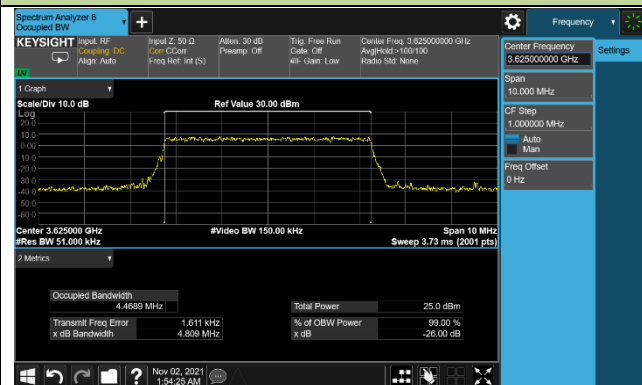 Spectrum Analyzer 6
Occupied BW
Frequency
KEYSIGHT
Input: RF
Coupling: DC
Align: Auto
Input Z: 50 Ω
Corr CCorr
Freq Ref: Int (S)
Atten: 30 dB
Preamp: Off
Trig: Free Run
Gate: Off
#IF Gain: Low
Center Freq: 3.625000000 GHz
Avg|Hold:>100/100
Radio Std: None
LW
Center Frequency
3.625000000 GHz
Settings
Span
10.000 MHz
CF Step
1.000000 MHz
Auto
Man
Freq Offset
0 Hz
1 Graph
Scale/Div 10.0 dB
Ref Value 30.00 dBm
Log
20.0
10.0
0.00
-10.0
-20.0
-30.0
-40.0
-50.0
-60.0
Center 3.625000 GHz
#Video BW 150.00 kHz
Span 10 MHz
#Res BW 51.000 kHz
Sweep 3.73 ms (2001 pts)
2 Metrics
Occupied Bandwidth
4.4689 MHz
Total Power
25.0 dBm
Transmit Freq Error
1.611 kHz
% of OBW Power
99.00 %
x dB Bandwidth
4.809 MHz
x dB
-26.00 dB
Nov 02, 2021
1:54:25 AM